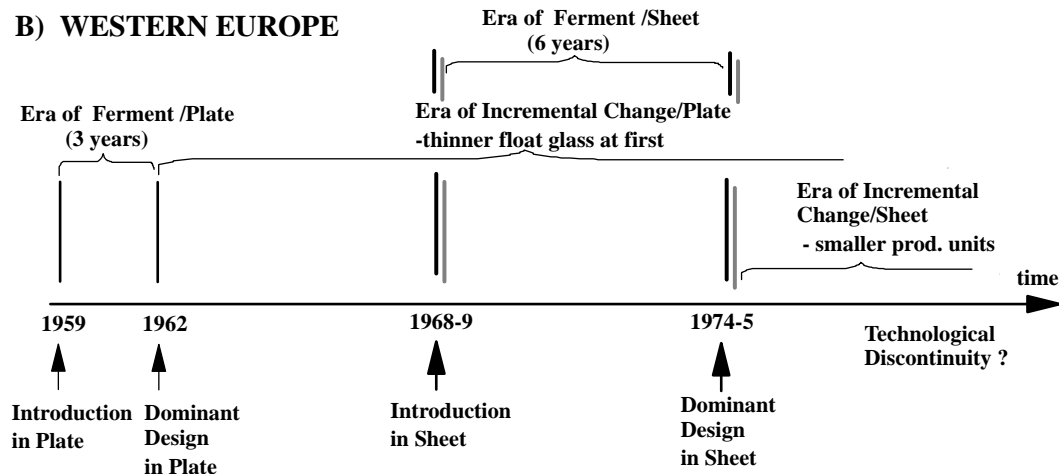 B) WESTERN EUROPE
Era of Ferment /Sheet
(6 years)
Era of Ferment /Plate
(3 years)
Era of Incremental Change/Plate
-thinner float glass at first
Era of Incremental
Change/Sheet
- smaller prod. units
time
1959
1962
1968-9
1974-5
Technological
Discontinuity ?
Introduction
in Plate
Dominant
Design
in Plate
Introduction
in Sheet
Dominant
Design
in Sheet